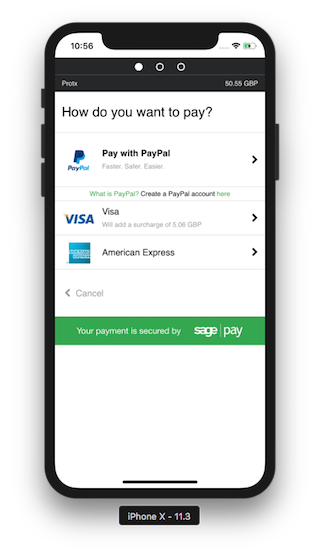 10:56
Protx 50.55 GBP
How do you want to pay?
Pay with PayPal
PayPal Faster. Safer. Easier.
What is PayPal? Create a PayPal account here
VISA Visa
Will add a surcharge of 5.06 GBP
American Express
Cancel
Your payment is secured by sage pay
iPhone X - 11.3